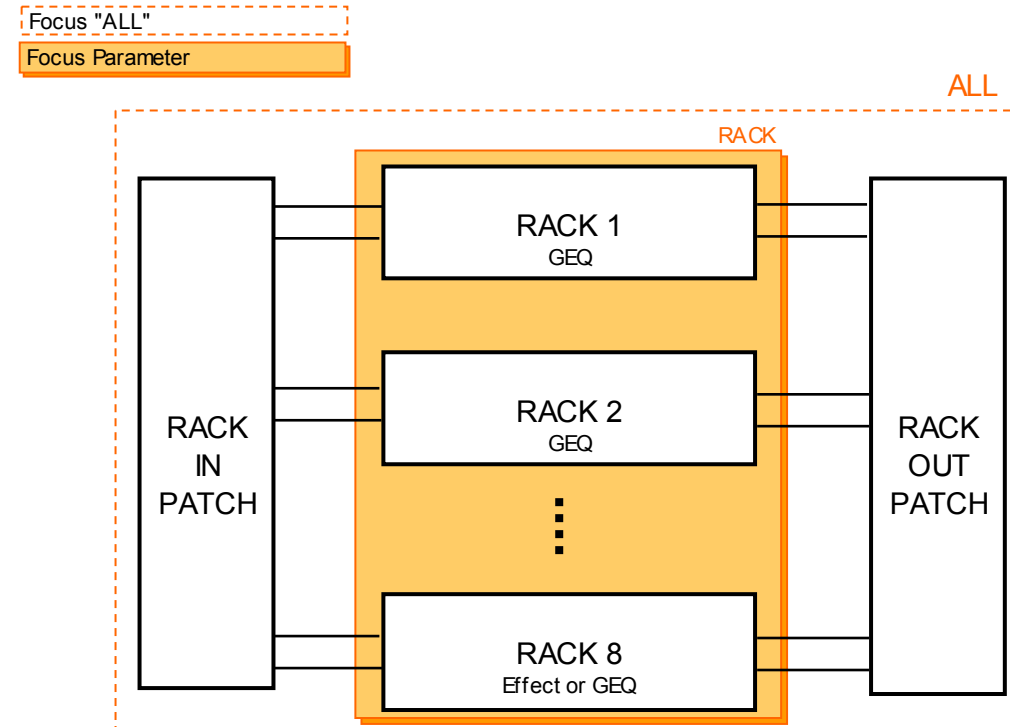 Focus "ALL"
Focus Parameter
ALL
RACK
RACK 1
GEQ
RACK 2
GEQ
RACK
IN
PATCH
RACK
OUT
PATCH
RACK 8
Effect or GEQ